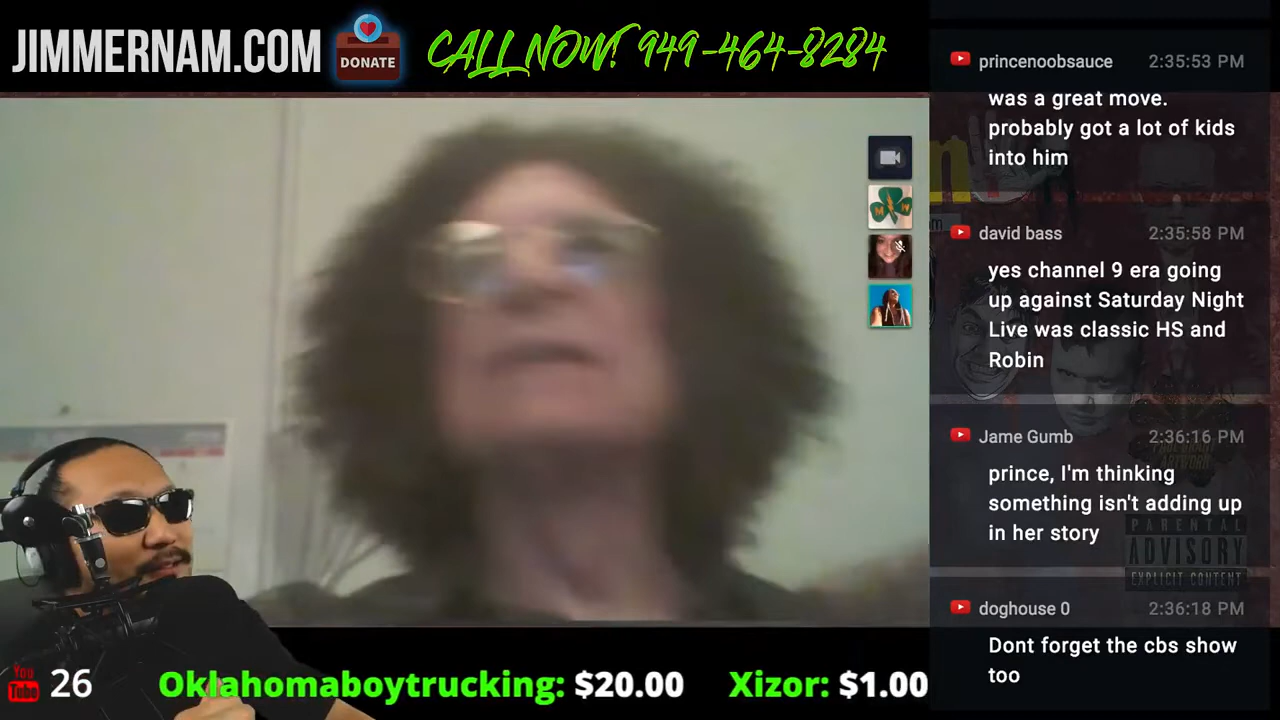 JIMMERNAM.COM
DONATE
CALL NOW! 949-464-8284
princenoobsauce 2:35:53 PM
was a great move.
probably got a lot of kids
into him
david bass 2:35:58 PM
yes channel 9 era going
up against Saturday Night
Live was classic HS and
Robin
Jame Gumb 2:36:16 PM
prince, I'm thinking
something isn't adding up
in her story
PARENTAL
ADVISORY
EXPLICIT CONTENT
doghouse 0 2:36:18 PM
Dont forget the cbs show
too
M W
You
Tube
26
Oklahomaboytrucking: $20.00 Xizor: $1.00